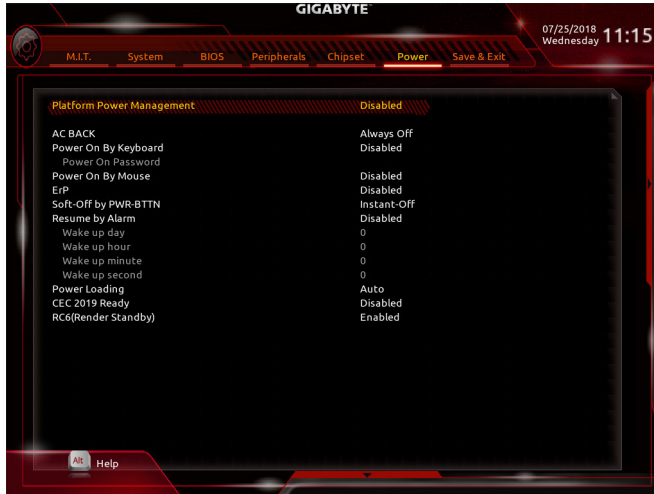 GIGABYTE™
07/25/2018
Wednesday 11:15
M.I.T. System BIOS Peripherals Chipset Power Save & Exit
Platform Power Management Disabled
AC BACK Always Off
Power On By Keyboard Disabled
Power On Password
Power On By Mouse Disabled
ErP Disabled
Soft-Off by PWR-BTTN Instant-Off
Resume by Alarm Disabled
Wake up day 0
Wake up hour 0
Wake up minute 0
Wake up second 0
Power Loading Auto
CEC 2019 Ready Disabled
RC6(Render Standby) Enabled
Alt Help